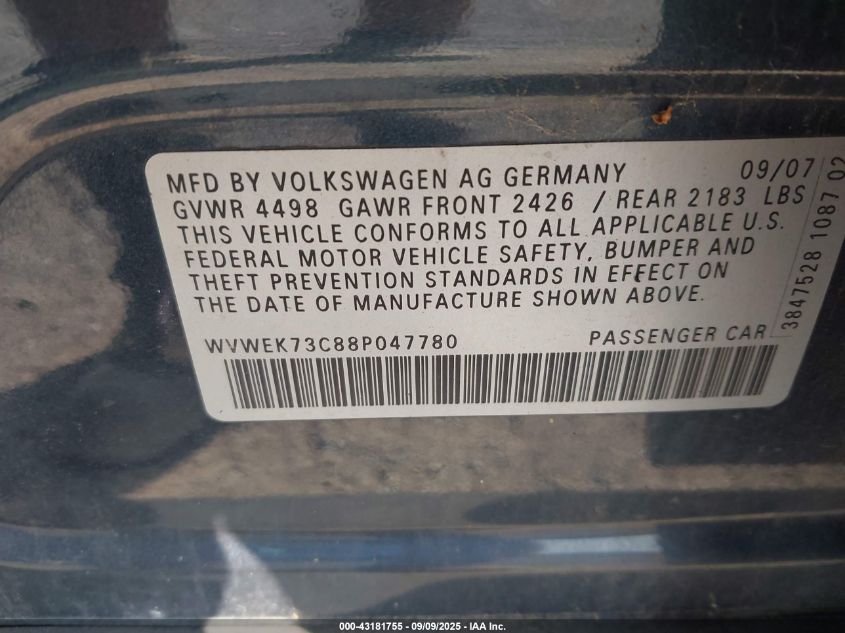 MFD BY VOLKSWAGEN AG GERMANY 09/07
GVWR 4498 GAWR FRONT 2426 / REAR 2183 LBS
THIS VEHICLE CONFORMS TO ALL APPLICABLE U.S.
FEDERAL MOTOR VEHICLE SAFETY, BUMPER AND
THEFT PREVENTION STANDARDS IN EFFECT ON
THE DATE OF MANUFACTURE SHOWN ABOVE.
WVWEK73C88P047780 PASSENGER CAR
3847528 1087 02
000-43181755 - 09/09/2025 - IAA Inc.